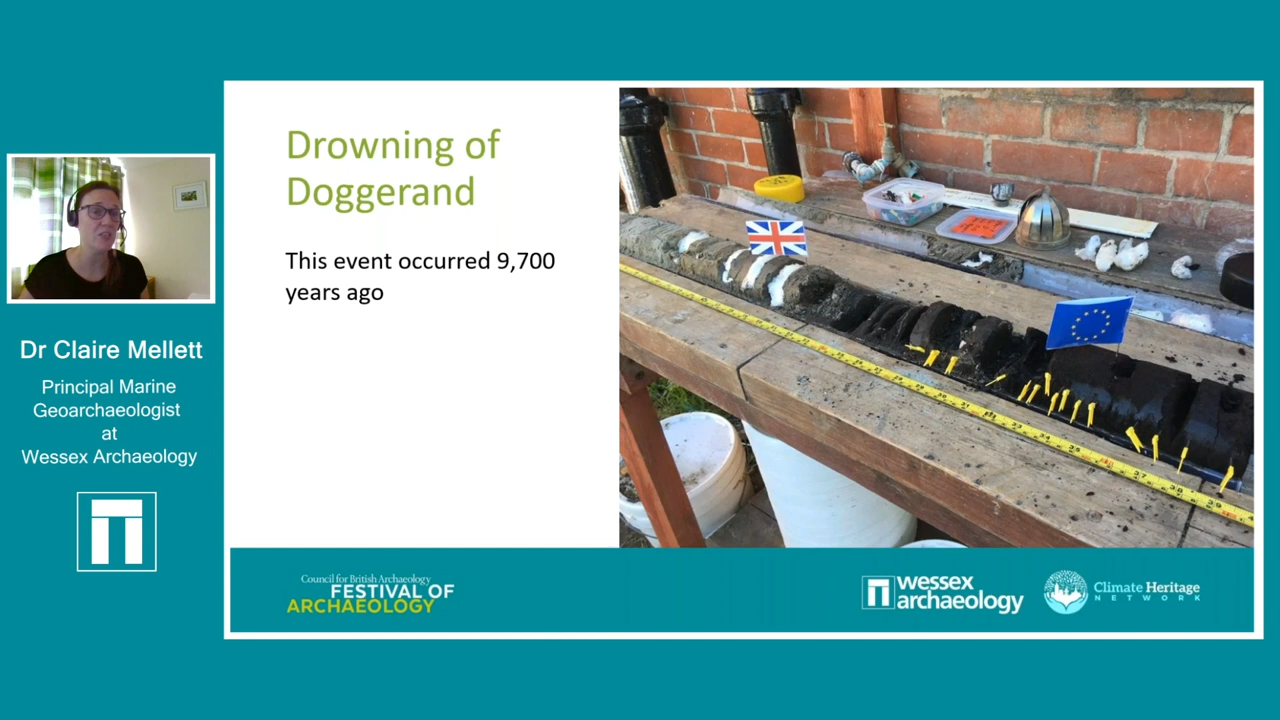 Drowning of
Doggerand
This event occurred 9,700
years ago
Dr Claire Mellett
Principal Marine
Geoarchaeologist
at
Wessex Archaeology
Council for British Archaeology
FESTIVAL OF
ARCHAEOLOGY
wessex
archaeology
Climate Heritage
NETWORK